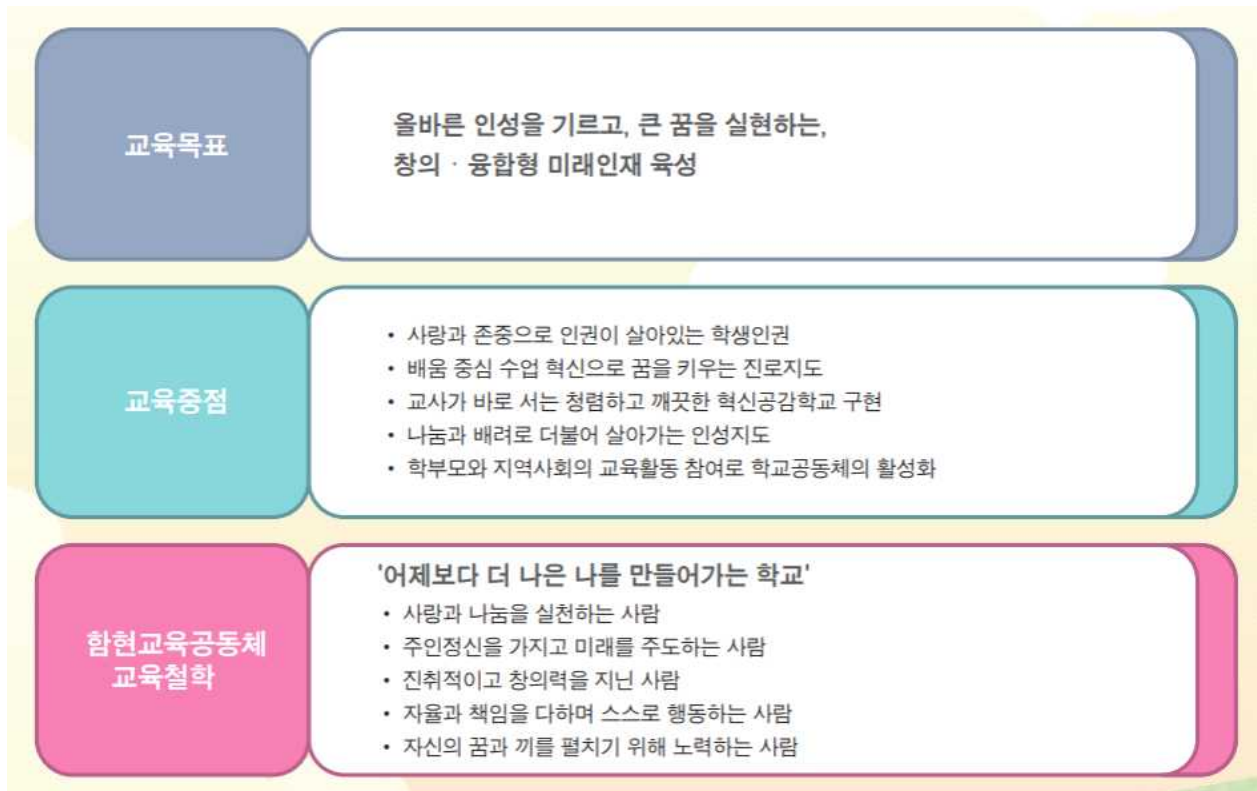 교육목표
올바른 인성을 기르고, 큰 꿈을 실현하는,
창의 · 융합형 미래인재 육성
교육중점
• 사랑과 존중으로 인권이 살아있는 학생인권
• 배움 중심 수업 혁신으로 꿈을 키우는 진로지도
• 교사가 바로 서는 청렴하고 깨끗한 혁신공감학교 구현
• 나눔과 배려로 더불어 살아가는 인성지도
• 학부모와 지역사회의 교육활동 참여로 학교공동체의 활성화
함현교육공동체
교육철학
'어제보다 더 나은 나를 만들어가는 학교'
• 사랑과 나눔을 실천하는 사람
• 주인정신을 가지고 미래를 주도하는 사람
• 진취적이고 창의력을 지닌 사람
• 자율과 책임을 다하며 스스로 행동하는 사람
• 자신의 꿈과 끼를 펼치기 위해 노력하는 사람